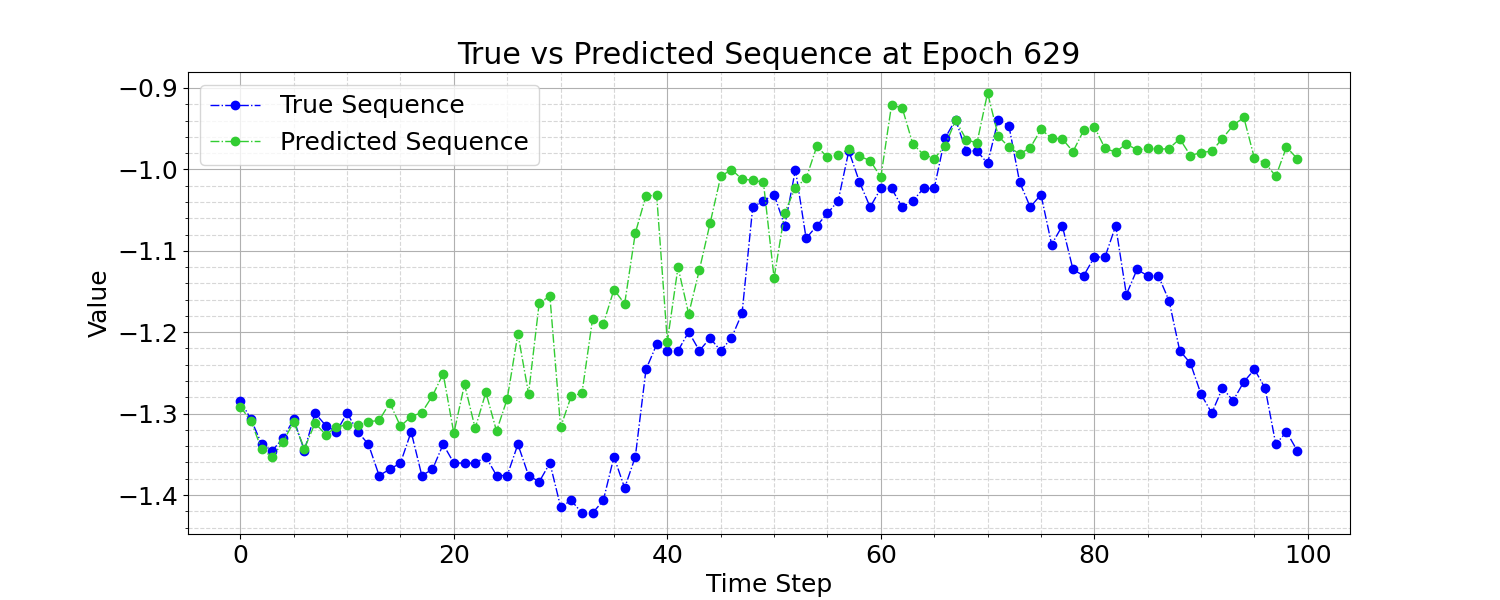 True vs Predicted Sequence at Epoch 629
True Sequence
Predicted Sequence
−0.9
−1.0
−1.1
−1.2
−1.3
−1.4
Value
0 20 40 60 80 100
Time Step